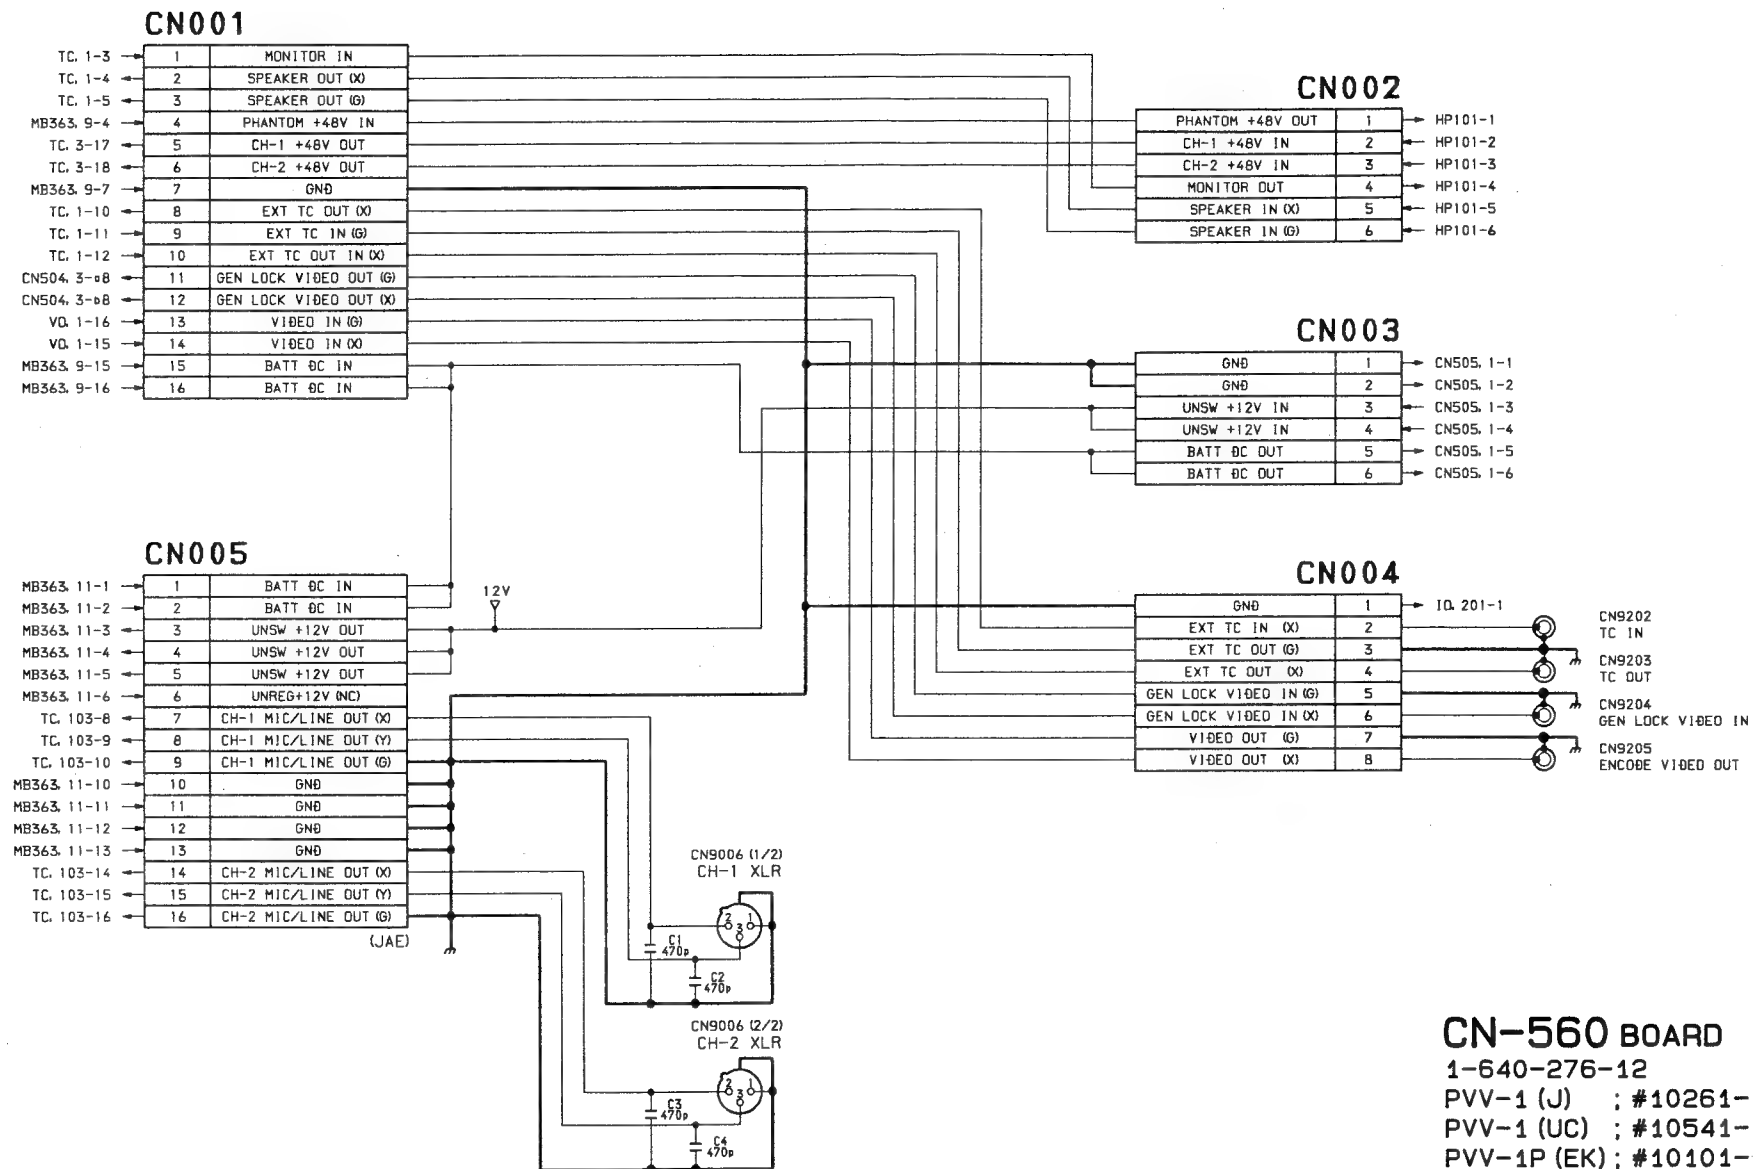 CN001
TC. 1-3 1 MONITOR IN
TC. 1-4 2 SPEAKER OUT (X)
TC. 1-5 3 SPEAKER OUT (G)
MB363. 9-4 4 PHANTOM +48V IN
TC. 3-17 5 CH-1 +48V OUT
TC. 3-18 6 CH-2 +48V OUT
MB363. 9-7 7 GND
TC. 1-10 8 EXT TC OUT (X)
TC. 1-11 9 EXT TC IN (G)
TC. 1-12 10 EXT TC OUT IN (X)
CN504. 3-a8 11 GEN LOCK VIDEO OUT (G)
CN504. 3-b8 12 GEN LOCK VIDEO OUT (X)
VO. 1-16 13 VIDEO IN (G)
VO. 1-15 14 VIDEO IN (X)
MB363. 9-15 15 BATT DC IN
MB363. 9-16 16 BATT DC IN
CN002
PHANTOM +48V OUT 1 HP101-1
CH-1 +48V IN 2 HP101-2
CH-2 +48V IN 3 HP101-3
MONITOR OUT 4 HP101-4
SPEAKER IN (X) 5 HP101-5
SPEAKER IN (G) 6 HP101-6
CN003
GND 1 CN505. 1-1
GND 2 CN505. 1-2
UNSW +12V IN 3 CN505. 1-3
UNSW +12V IN 4 CN505. 1-4
BATT DC OUT 5 CN505. 1-5
BATT DC OUT 6 CN505. 1-6
CN005
MB363. 11-1 1 BATT DC IN
MB363. 11-2 2 BATT DC IN
MB363. 11-3 3 UNSW +12V OUT
MB363. 11-4 4 UNSW +12V OUT
MB363. 11-5 5 UNSW +12V OUT
MB363. 11-6 6 UNREG+12V (NC)
TC. 103-8 7 CH-1 MIC/LINE OUT (X)
TC. 103-9 8 CH-1 MIC/LINE OUT (Y)
TC. 103-10 9 CH-1 MIC/LINE OUT (G)
MB363. 11-10 10 GND
MB363. 11-11 11 GND
MB363. 11-12 12 GND
MB363. 11-13 13 GND
TC. 103-14 14 CH-2 MIC/LINE OUT (X)
TC. 103-15 15 CH-2 MIC/LINE OUT (Y)
TC. 103-16 16 CH-2 MIC/LINE OUT (G)
(JAE)
12V
CN004
GND 1 IO. 201-1
EXT TC IN (X) 2
EXT TC OUT (G) 3
EXT TC OUT (X) 4
GEN LOCK VIDEO IN (G) 5
GEN LOCK VIDEO IN (X) 6
VIDEO OUT (G) 7
VIDEO OUT (X) 8
CN9202
TC IN
CN9203
TC OUT
CN9204
GEN LOCK VIDEO IN
CN9205
ENCODE VIDEO OUT
CN9006 (1/2)
CH-1 XLR
2 3 1
C1
470p
C2
470p
CN9006 (2/2)
CH-2 XLR
2 3 1
C3
470p
C4
470p
CN-560 BOARD
1-640-276-12
PVV-1 (J) ; #10261-
PVV-1 (UC) ; #10541-
PVV-1P (EK) ; #10101-